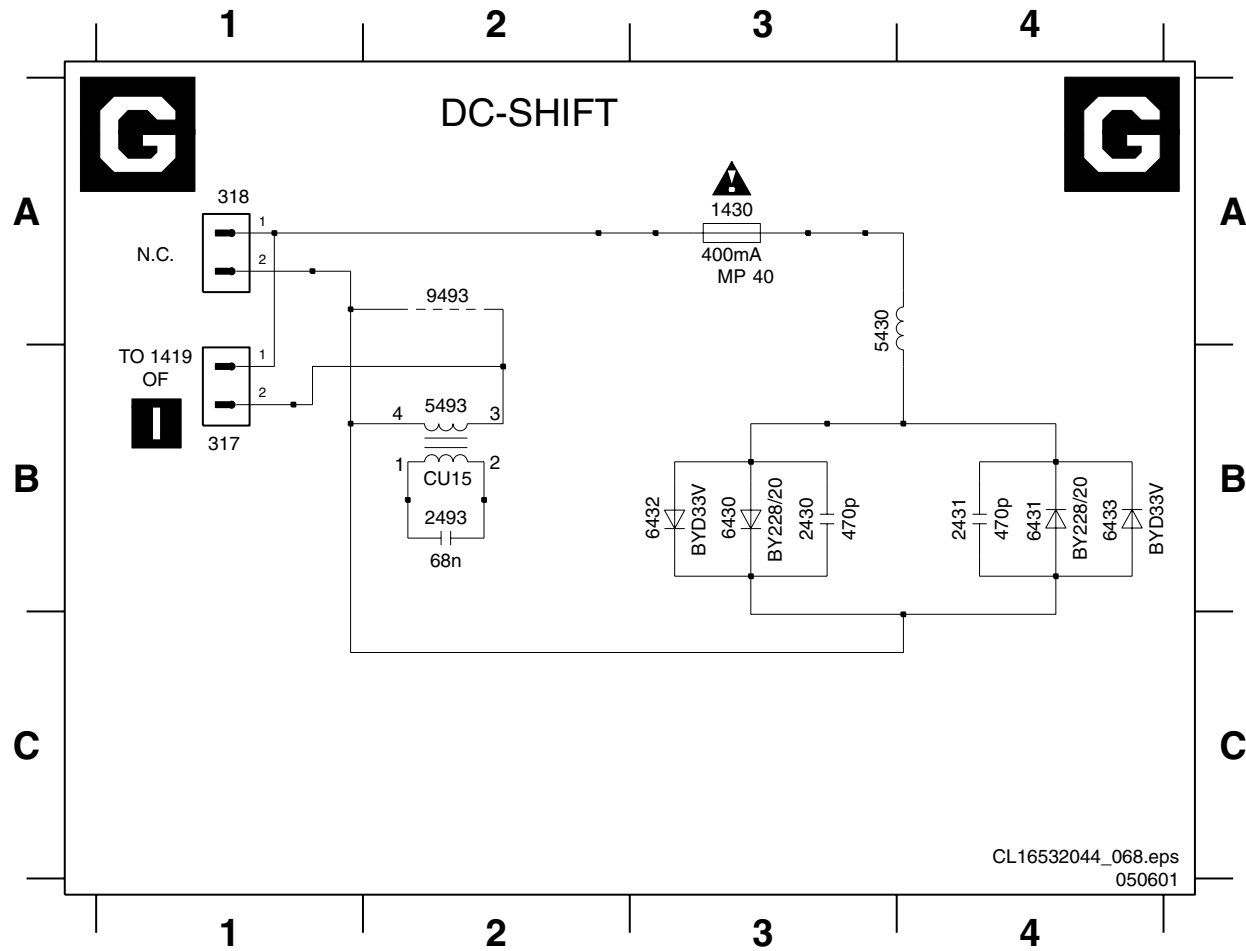 1 2 3 4
G DC-SHIFT G
A A
318
1
N.C.
2
1430
400mA
MP 40
9493
5430
TO 1419
OF
I
1
2
317
4 5493 3
1 2
CU15
2493
68n
B B
6432
BYD33V
6430
BY228/20
2430
470p
2431
470p
6431
BY228/20
6433
BYD33V
C C
CL16532044_068.eps
050601
1 2 3 4